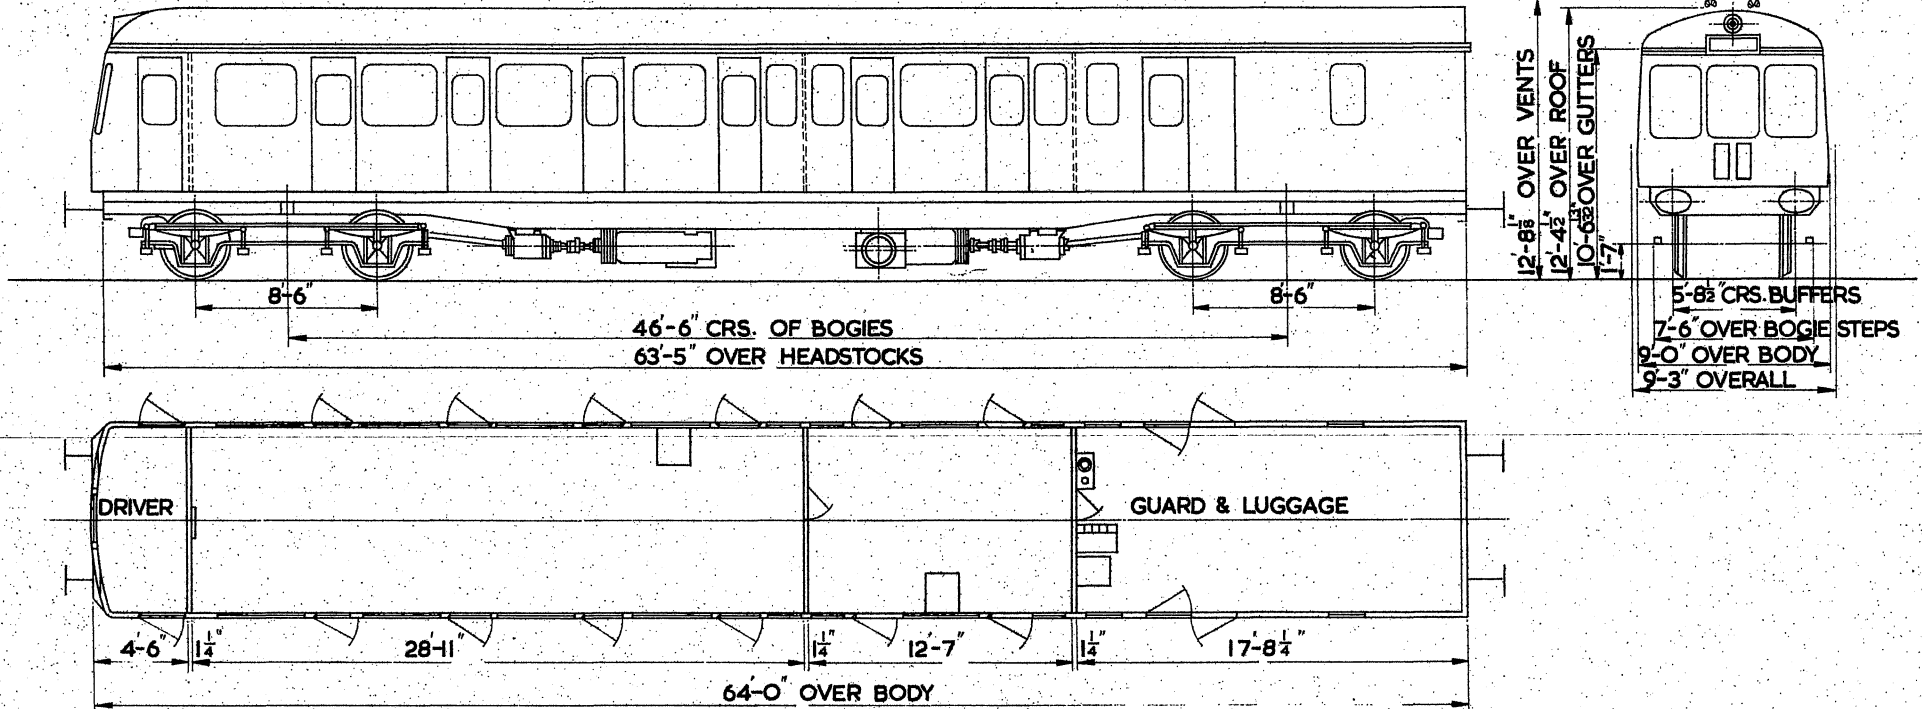 8'-6"
8'-6"
46'-6" CRS. OF BOGIES
63'-5" OVER HEADSTOCKS
12'-8⅛" OVER VENTS
12'-4½" OVER ROOF
10'-6 13/32" OVER GUTTERS
1'-7"
5'-8½" CRS. BUFFERS
7'-6" OVER BOGIE STEPS
9'-0" OVER BODY
9'-3" OVERALL
DRIVER
GUARD & LUGGAGE
4'-6" 1¼" 28'-11" 1¼" 12'-7" 1¼" 17'-8¼"
64'-0" OVER BODY